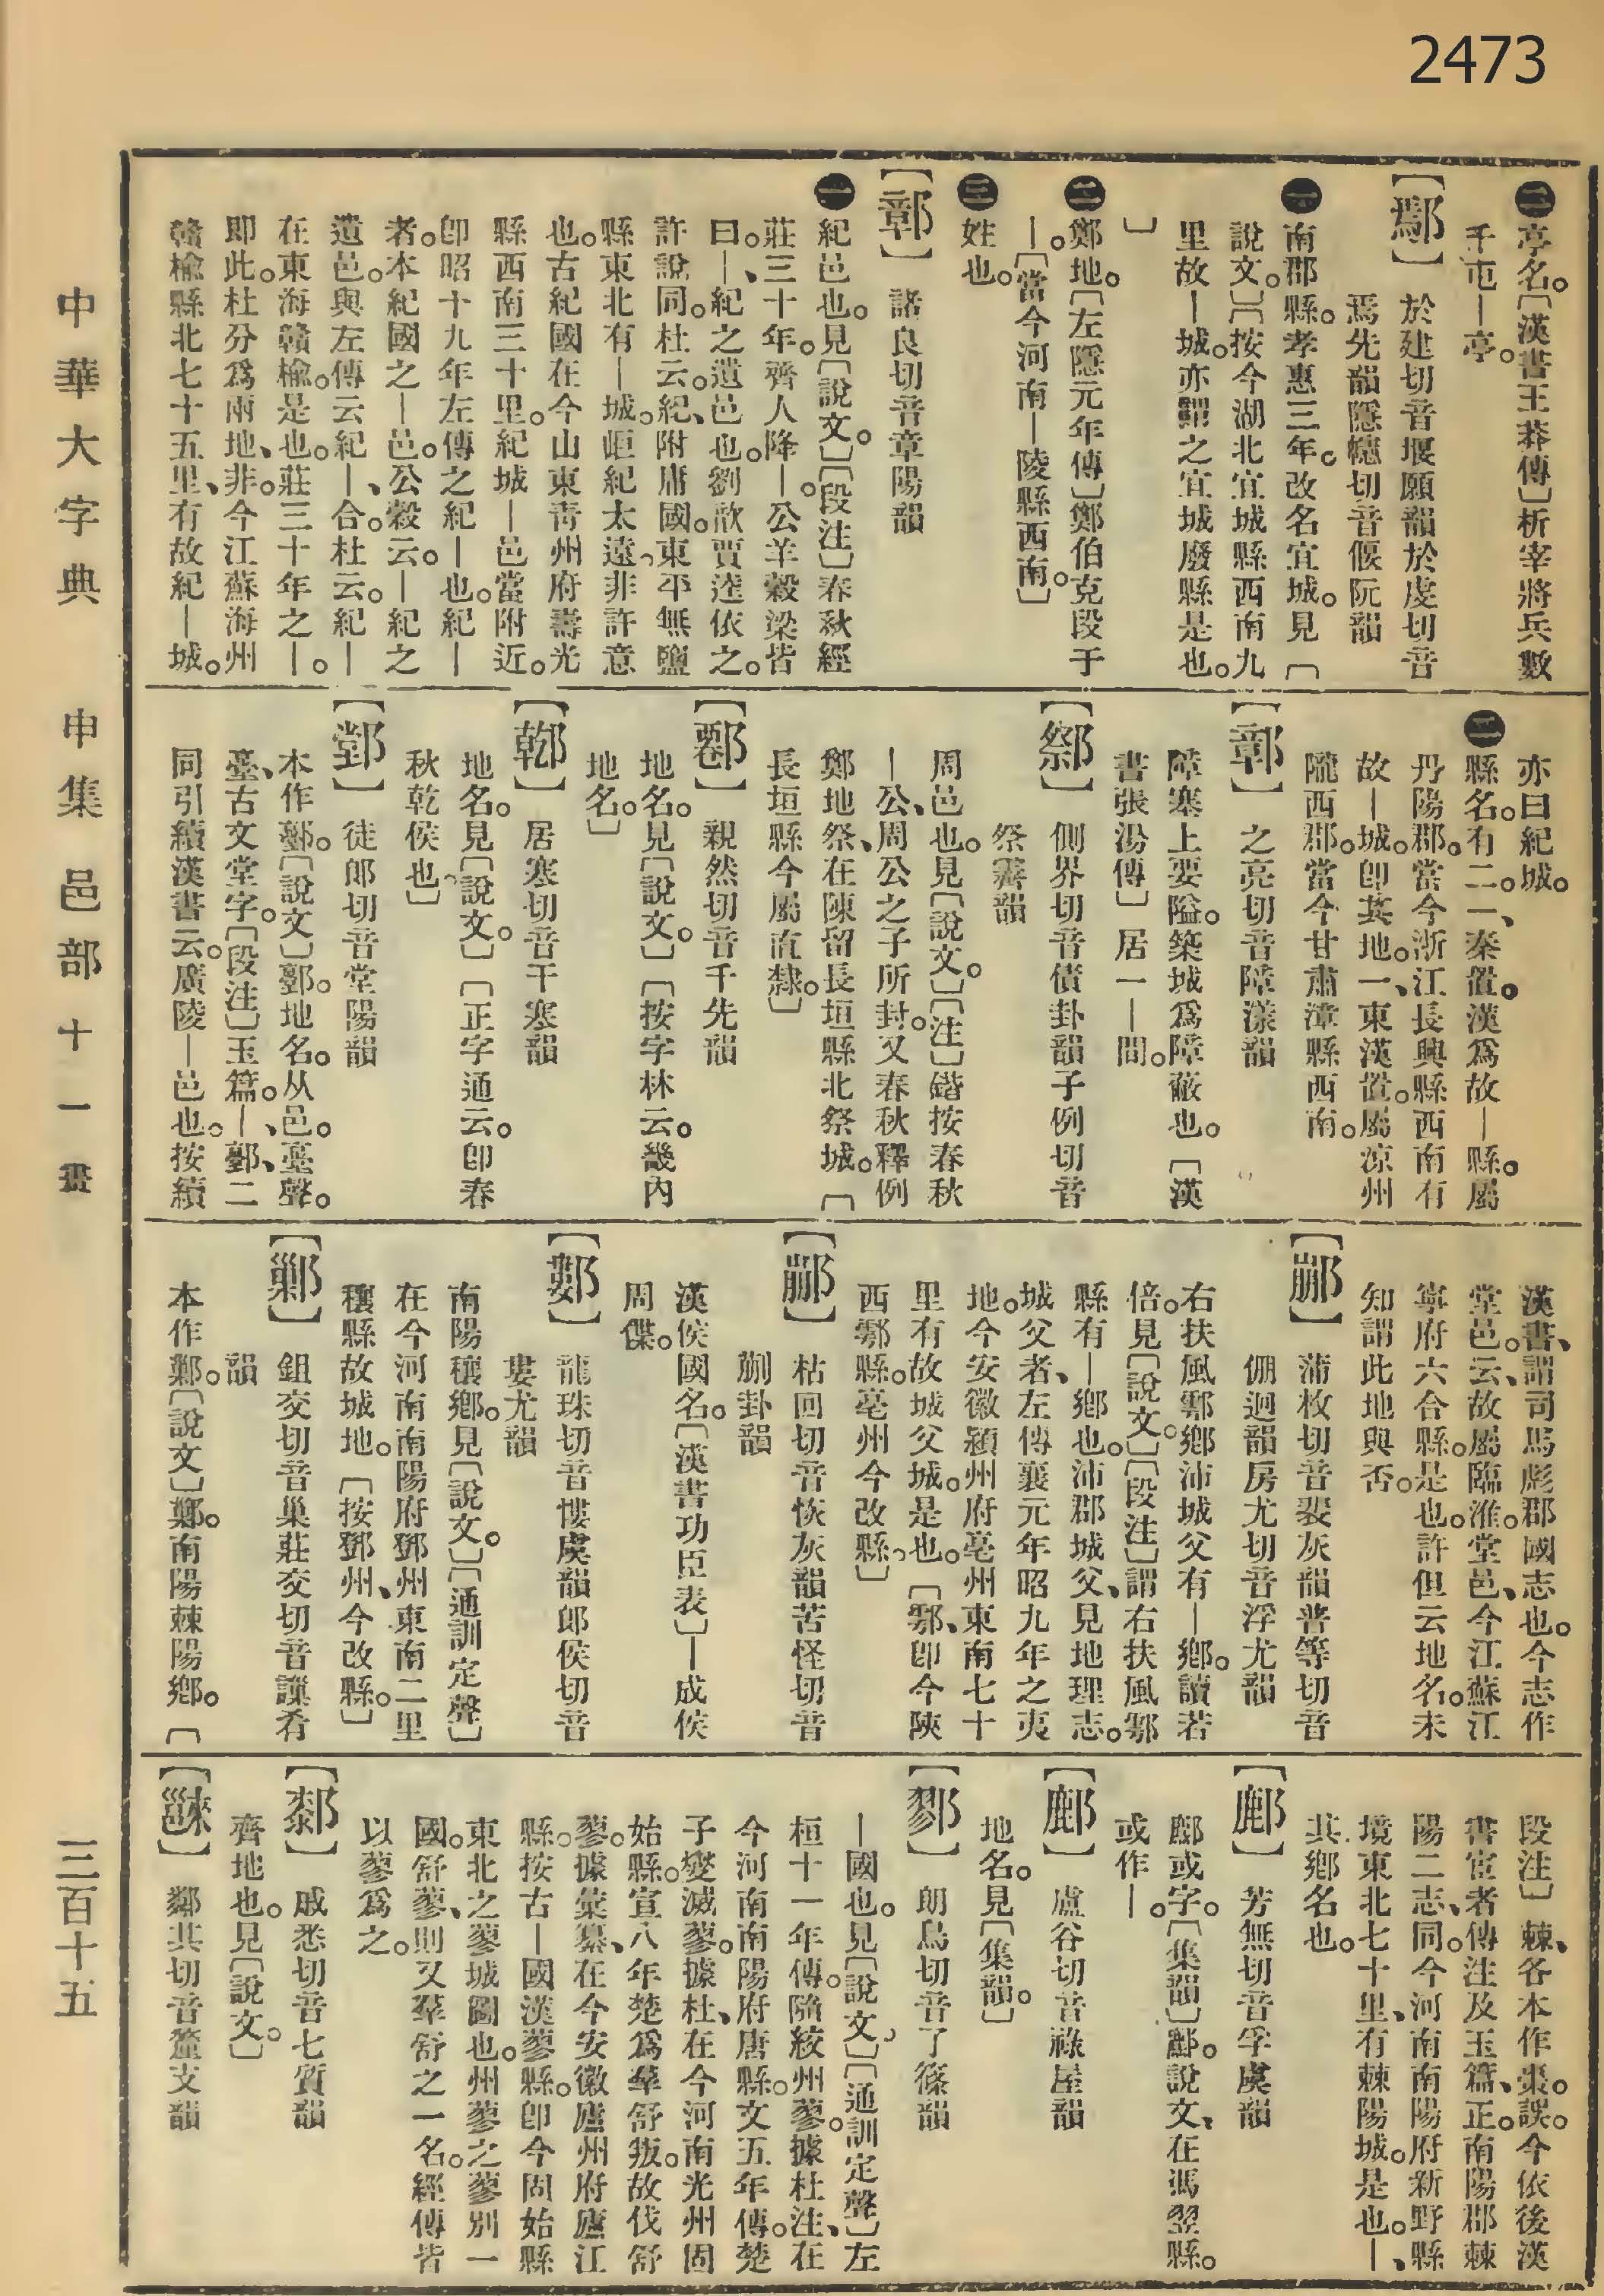 2473
㊁亭名。〔漢書王莽傳〕析宰將兵數
千屯｜亭。
【鄢】於建切音堰願韻於虔切音
焉先韻隱幰切音偃阮韻
㊀南郡縣。孝惠三年。改名宜城。見〔
說文。〕〔按今湖北宜城縣西南九
里故｜城。亦謂之宜城廢縣是也。
〕
㊁鄭地。〔左隱元年傳〕鄭伯克段于
｜。〔當今河南｜陵縣西南。〕
㊂姓也。
【鄣】諸良切音章陽韻
㊀紀邑也。見〔說文。〕〔段注〕春秋經
莊三十年。齊人降｜。公羊穀梁皆
曰。｜、紀之遺邑也。劉歆賈逵依之。
許說同。杜云。紀、附庸國。東平無鹽
縣東北有｜城。岠紀太遠。非許意
也。古紀國在今山東青州府壽光
縣西南三十里。紀城｜邑當附近。
卽昭十九年左傳之紀｜也。紀｜
者。本紀國之｜邑。公穀云。｜紀之
遺邑。與左傳云紀｜、合。杜云。紀｜
在東海贛榆。是也。莊三十年之｜。
卽此。杜分爲兩地、非。今江蘇海州
贛榆縣北七十五里、有故紀｜城。
亦曰紀城。
㊁縣名。有二。一、秦置。漢爲故｜縣。屬
丹陽郡。當今浙江長興縣西南有
故｜城。卽其地。一、東漢置。屬涼州
隴西郡。當今甘肅漳縣西南。
【鄣】之亮切音障漾韻
障塞上要隘。築城爲障蔽也。〔漢
書張湯傳〕居一｜間。
【鄒】側界切音債卦韻子例切音
祭霽韻
周邑也。見〔說文。〕〔注〕鍇按春秋
｜公、周公之子所封。又春秋釋例
鄭地祭、在陳留長垣縣北祭城。〔
長垣縣今屬直隸。〕
【鄤】親然切音千先韻
地名。見〔說文。〕〔按字林云。畿內
地名。〕
【𨝌】居寒切音干寒韻
地名。見〔說文。〕〔正字通云。卽春
秋乾侯也。〕
【鄧】徒郎切音堂陽韻
本作𨞀。〔說文〕𨞀。地名。从邑。臺聲。
臺、古文堂字。〔段注〕玉篇。｜、𨞀、二
同引續漢書云。廣陵｜邑也。按續
漢書、謂司馬彪郡國志也。今志作
堂邑。云、故屬臨淮。堂邑、今江蘇江
寧府六合縣。是也。許但云地名。未
知謂此地與否。
【𨛬】蒲枚切音裴灰韻普等切音
倗迥韻房尤切音浮尤韻
右扶風鄠鄉沛城父有｜鄉。讀若
倍。見〔說文。〕〔段注〕謂右扶風鄠
縣有｜鄉也。沛郡城父、見地理志。
城父者、左傳襄元年昭九年之夷
地。今安徽潁州府亳州東南七十
里有故城父城。是也。〔鄠、卽今陝
西鄠縣。亳州今改縣。〕
【𨛬】枯回切音恢灰韻苦怪切音
蒯卦韻
漢侯國名。〔漢書功臣表〕｜成侯
周緤。
【鄭】龍珠切音慺虞韻郎侯切音
婁尤韻
南陽穰鄉。見〔說文。〕〔通訓定聲〕
在今河南南陽府鄧州東南二里
穰縣故城地。〔按鄧州、今改縣。〕
【鄛】鉏交切音巢莊交切音謿肴
韻
本作鄛。〔說文〕鄛。南陽棘陽鄉。〔
段注〕棘、各本作棗。誤。今依後漢
書宦者傳注及玉篇、正。南陽郡棘
陽二志、同。今河南南陽府新野縣
境東北七十里、有棘陽城。是也。｜、
其鄉名也。
【鄜】芳無切音孚虞韻
鄜或字。〔集韻〕鄜。說文、在馮翌縣。
或作｜。
【鄜】盧谷切音祿屋韻
地名。見〔集韻。〕
【鄝】朗鳥切音了篠韻
｜國也。見〔說文〕〔通訓定聲〕左
桓十一年傳。隨絞州蓼。據杜注、在
今河南南陽府唐縣。文五年傳。楚
子燮滅蓼。據杜、在今河南光州固
始縣。宣八年楚爲羣舒叛。故伐舒
蓼。據彙纂、在今安徽廬州府廬江
縣。按古｜國漢蓼縣。卽今固始縣
東北之蓼城圖也。州蓼之蓼別一
國。舒蓼、則又羣舒之一名。經傳皆
以蓼爲之。
【𨝊】戚悉切音七質韻
齊地也。見〔說文。〕
【邌】鄰其切音釐支韻
中華大字典　申集　邑部　十一畫　三百十五